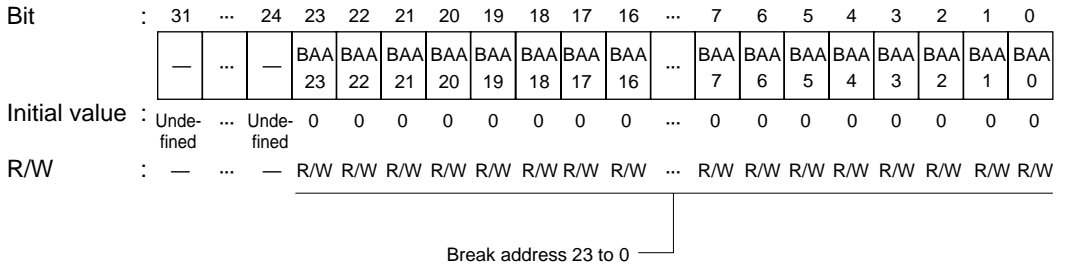 Bit : 31 ... 24 23 22 21 20 19 18 17 16 ... 7 6 5 4 3 2 1 0
— ... — BAA BAA BAA BAA BAA BAA BAA BAA ... BAA BAA BAA BAA BAA BAA BAA BAA
23 22 21 20 19 18 17 16 7 6 5 4 3 2 1 0
Initial value : Unde- ... Unde- 0 0 0 0 0 0 0 0 ... 0 0 0 0 0 0 0 0
fined fined
R/W : — ... — R/W R/W R/W R/W R/W R/W R/W R/W ... R/W R/W R/W R/W R/W R/W R/W R/W
Break address 23 to 0